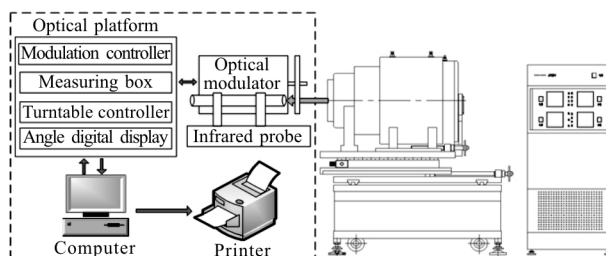 Optical platform
Modulation controller
Measuring box
Turntable controller
Angle digital display
Optical
modulator
Infrared probe
Computer
Printer